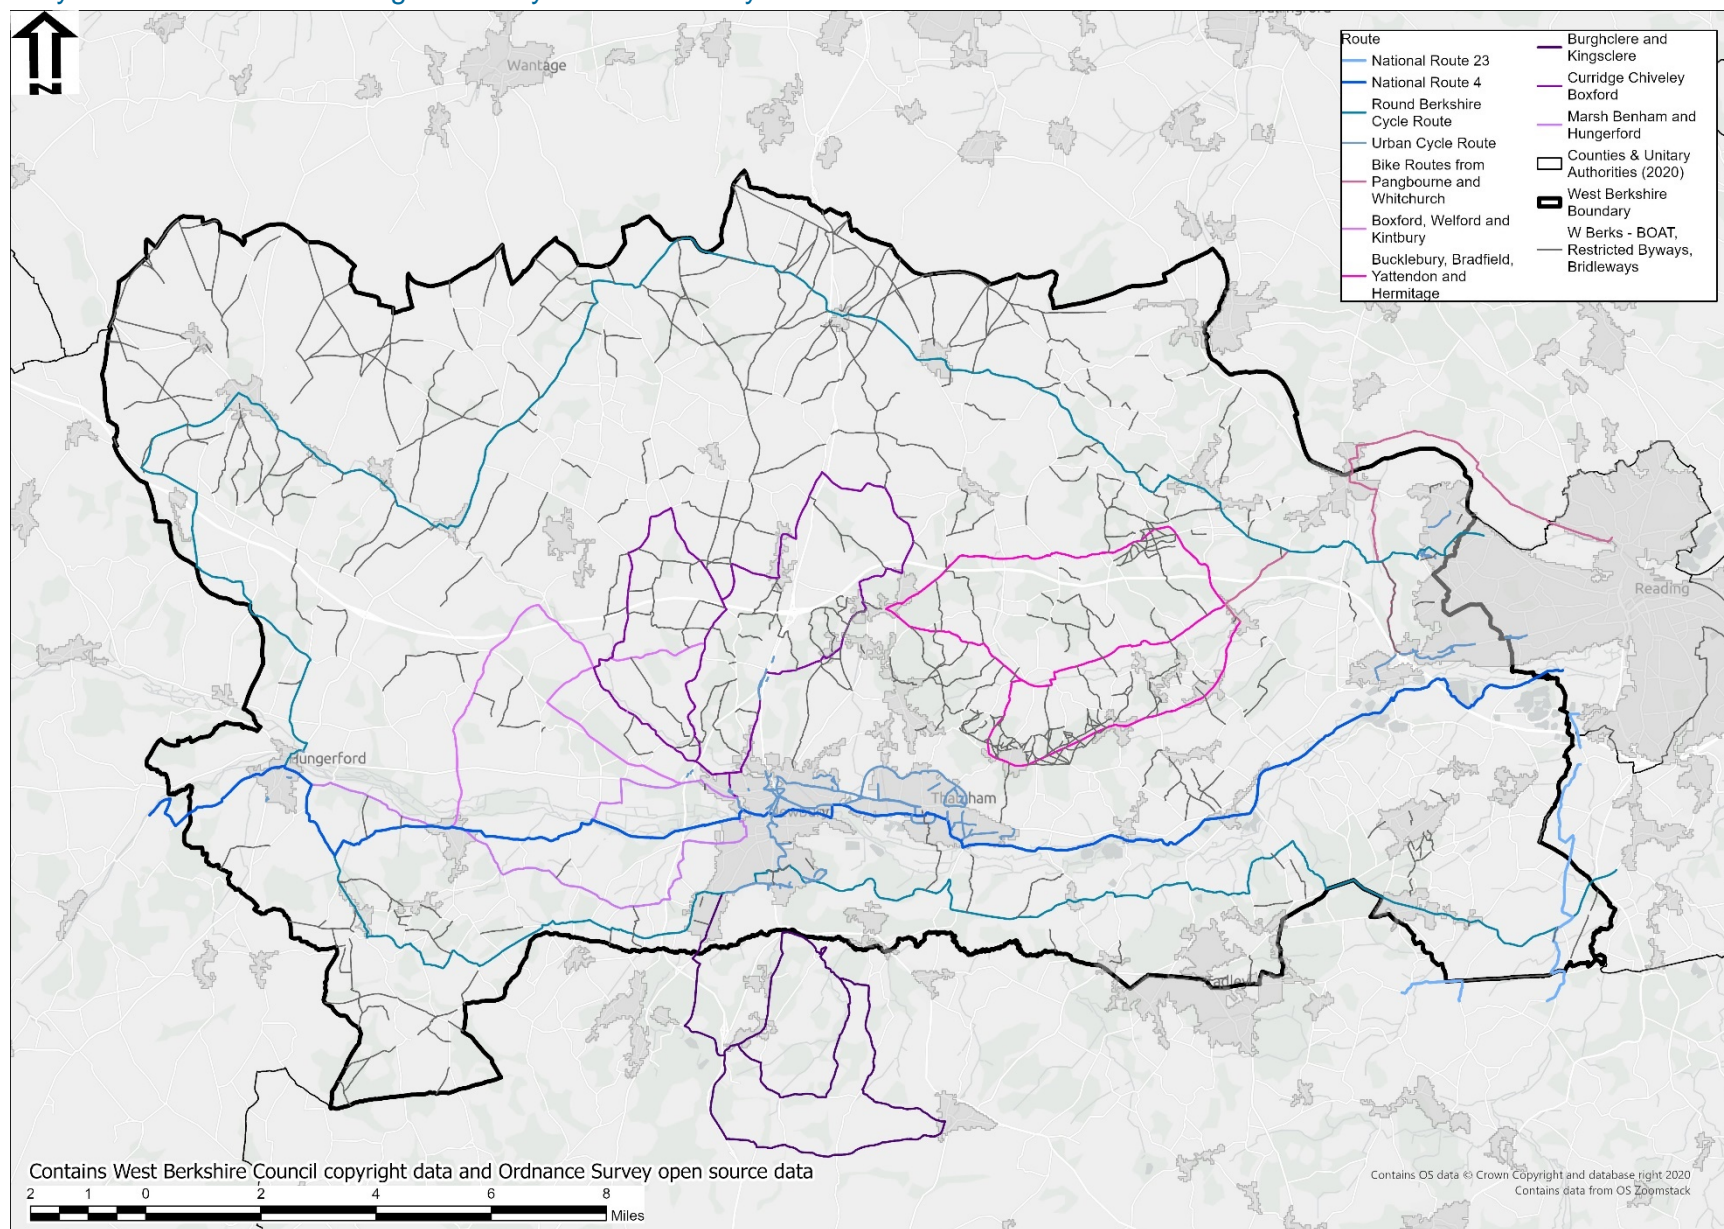 Wantage
Route
National Route 23
National Route 4
Round Berkshire
Cycle Route
Urban Cycle Route
Bike Routes from
Pangbourne and
Whitchurch
Boxford, Welford and
Kintbury
Bucklebury, Bradfield,
Yattendon and
Hermitage
Burghclere and
Kingsclere
Curridge Chiveley
Boxford
Marsh Benham and
Hungerford
Counties & Unitary
Authorities (2020)
West Berkshire
Boundary
W Berks - BOAT,
Restricted Byways,
Bridleways
N
Reading
Hungerford
Thatcham
Contains West Berkshire Council copyright data and Ordnance Survey open source data
2 1 0 2 4 6 8
Miles
Contains OS data © Crown Copyright and database right 2020
Contains data from OS Zoomstack